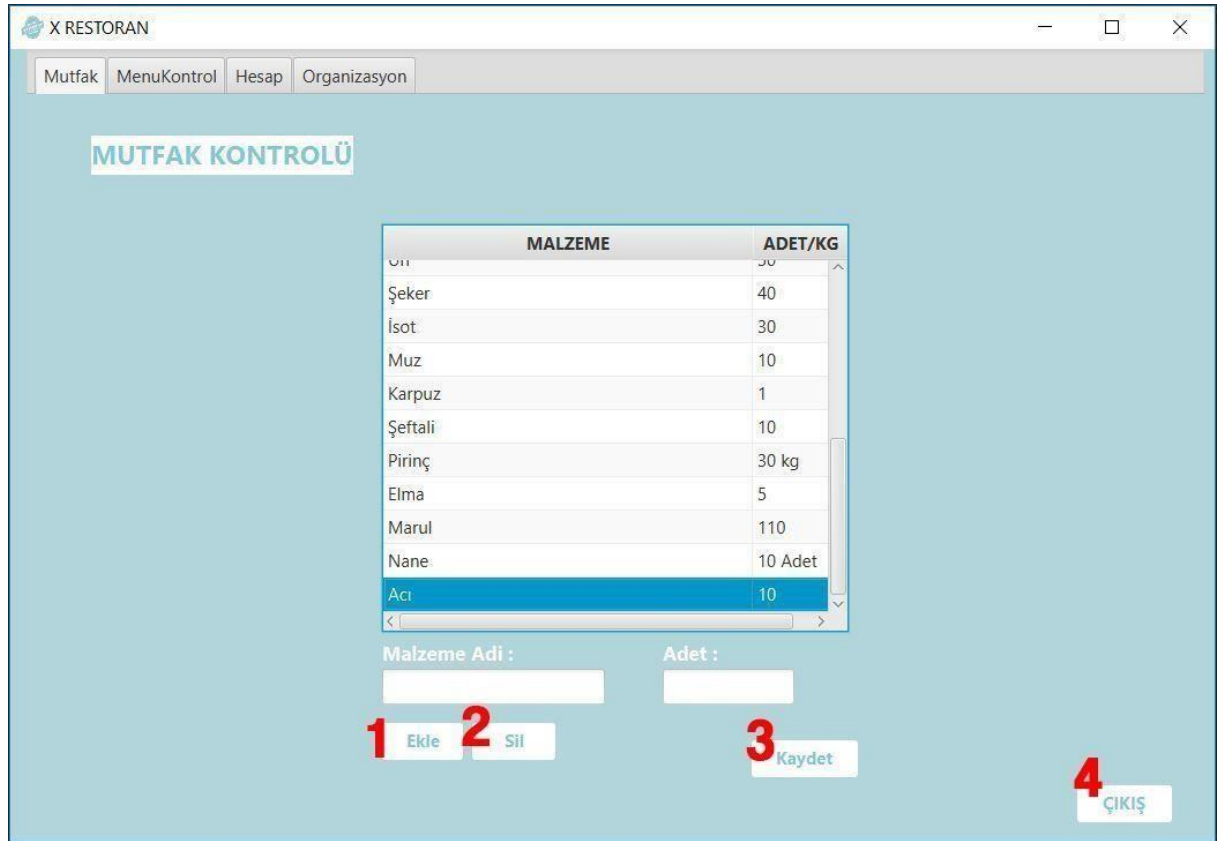 X RESTORAN
Mutfak MenuKontrol Hesap Organizasyon
MUTFAK KONTROLÜ
MALZEME ADET/KG
Şeker 40
İsot 30
Muz 10
Karpuz 1
Şeftali 10
Pirinç 30 kg
Elma 5
Marul 110
Nane 10 Adet
Acı 10
Malzeme Adi : Adet :
1 Ekle 2 Sil
3 Kaydet
4 ÇIKIŞ